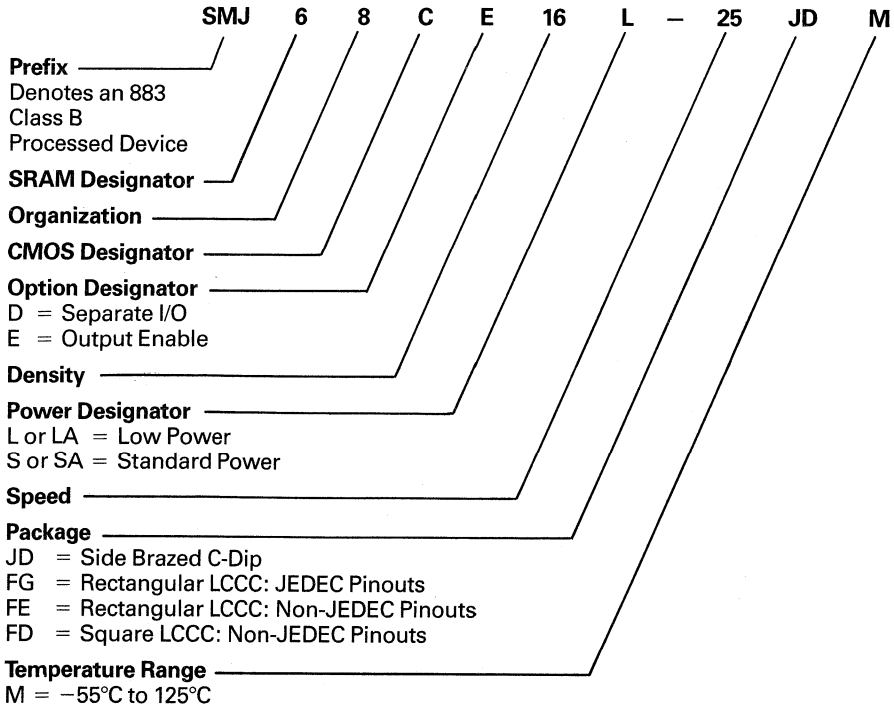 SMJ 6 8 C E 16 L – 25 JD M
Prefix
Denotes an 883
Class B
Processed Device
SRAM Designator
Organization
CMOS Designator
Option Designator
D = Separate I/O
E = Output Enable
Density
Power Designator
L or LA = Low Power
S or SA = Standard Power
Speed
Package
JD = Side Brazed C-Dip
FG = Rectangular LCCC: JEDEC Pinouts
FE = Rectangular LCCC: Non-JEDEC Pinouts
FD = Square LCCC: Non-JEDEC Pinouts
Temperature Range
M = −55°C to 125°C